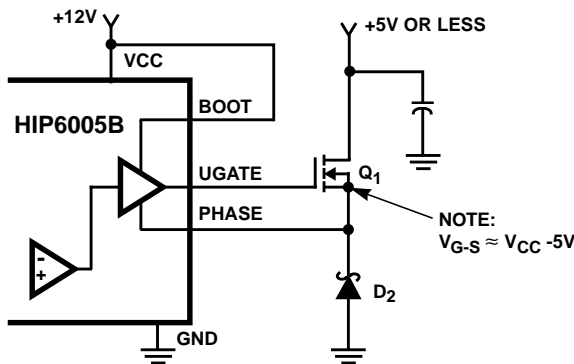 +12V
+5V OR LESS
VCC
BOOT
HIP6005B
UGATE
Q1
PHASE
NOTE:
VG-S ≈ VCC -5V
-
+
D2
GND